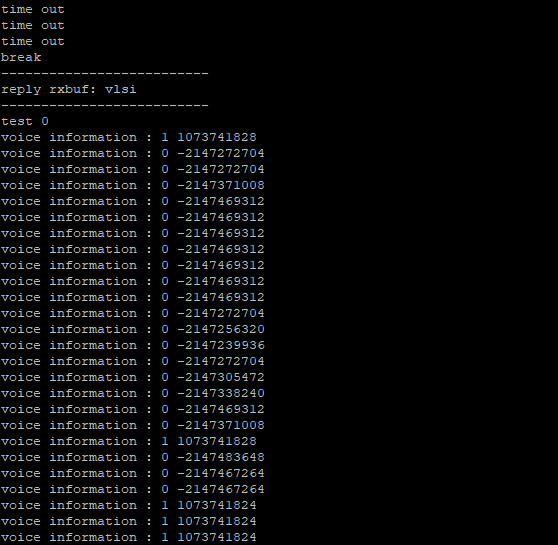 time out
time out
time out
break
--------------------------
reply rxbuf: vlsi
--------------------------
test 0
voice information : 1 1073741828
voice information : 0 -2147272704
voice information : 0 -2147272704
voice information : 0 -2147371008
voice information : 0 -2147469312
voice information : 0 -2147469312
voice information : 0 -2147469312
voice information : 0 -2147469312
voice information : 0 -2147469312
voice information : 0 -2147469312
voice information : 0 -2147469312
voice information : 0 -2147272704
voice information : 0 -2147256320
voice information : 0 -2147239936
voice information : 0 -2147272704
voice information : 0 -2147305472
voice information : 0 -2147338240
voice information : 0 -2147469312
voice information : 0 -2147371008
voice information : 1 1073741828
voice information : 0 -2147483648
voice information : 0 -2147467264
voice information : 0 -2147467264
voice information : 1 1073741824
voice information : 1 1073741824
voice information : 1 1073741824